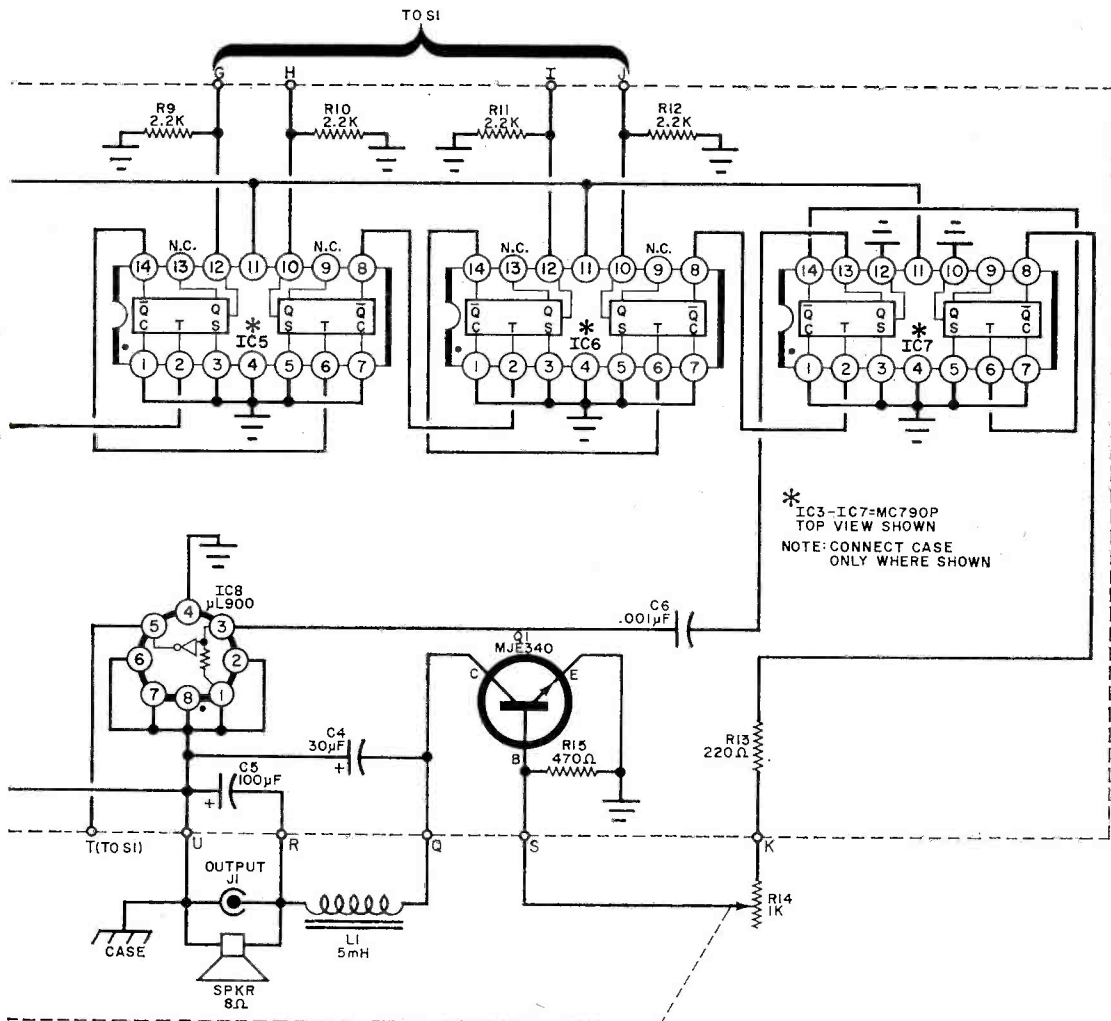 TO S1
G H I J
R9 2.2K
R10 2.2K
R11 2.2K
R12 2.2K
N.C. N.C. N.C. N.C.
14 13 12 11 10 9 8
Q̅ C T Q S
Q S T Q̅ C
* IC5
1 2 3 4 5 6 7
14 13 12 11 10 9 8
Q̅ C T Q S
Q S T Q̅ C
* IC6
1 2 3 4 5 6 7
14 13 12 11 10 9 8
Q̅ C T Q S
Q S T Q̅ C
* IC7
1 2 3 4 5 6 7
* IC3-IC7=MC790P
TOP VIEW SHOWN
NOTE: CONNECT CASE
ONLY WHERE SHOWN
IC8
µL900
4
5 3
6 2
7 8 1
C6
.001µF
Q1
MJE340
C E
B
R15
470Ω
C4
30µF
+
C5
100µF
+
R13
220Ω
T(TO S1) U R Q S K
OUTPUT
J1
R14
1K
CASE
L1
5mH
SPKR
8Ω